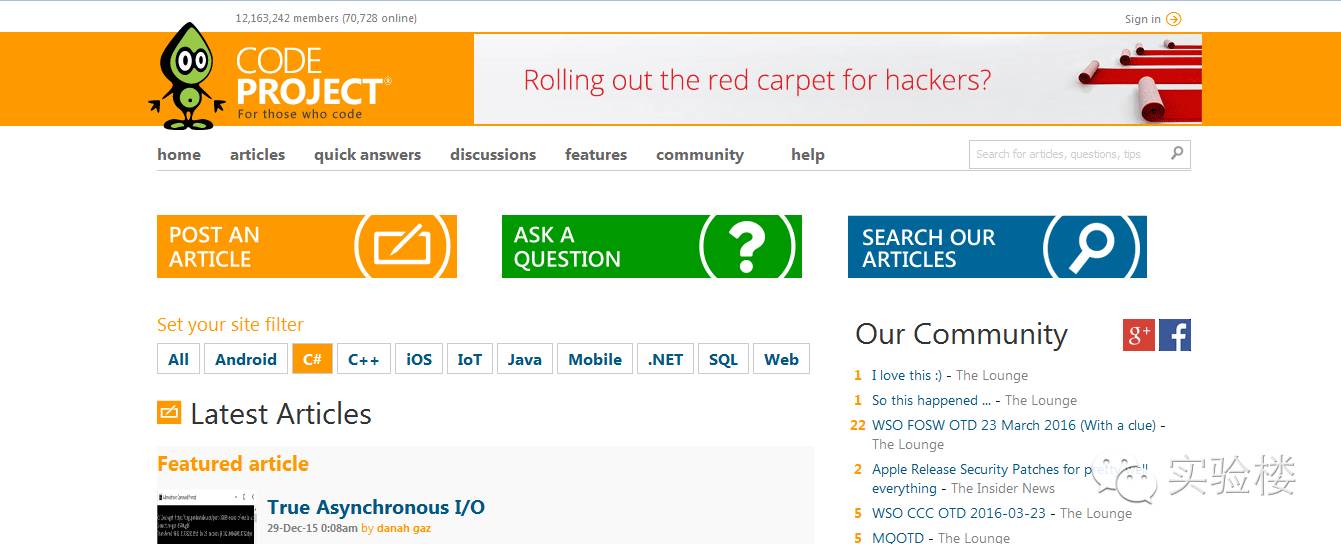 12,163,242 members (70,728 online)
Sign in
CODE
PROJECT®
For those who code
Rolling out the red carpet for hackers?
home articles quick answers discussions features community help
Search for articles, questions, tips
POST AN
ARTICLE
ASK A
QUESTION
SEARCH OUR
ARTICLES
Set your site filter
All Android C# C++ iOS IoT Java Mobile .NET SQL Web
Latest Articles
Featured article
True Asynchronous I/O
29-Dec-15 0:08am by danah gaz
Our Community
g+ f
1 I love this :) - The Lounge
1 So this happened ... - The Lounge
22 WSO FOSW OTD 23 March 2016 (With a clue) -
The Lounge
2 Apple Release Security Patches for pretty well
everything - The Insider News
5 WSO CCC OTD 2016-03-23 - The Lounge
5 MQOTD - The Lounge
实验楼